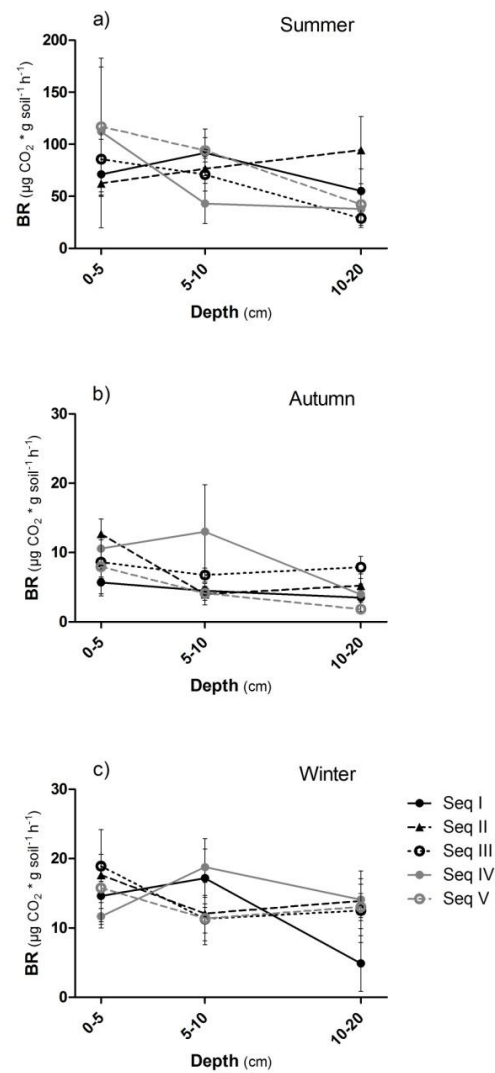 a)
Summer
200
150
100
50
0
BR (µg CO₂ * g soil⁻¹ h⁻¹)
0-5
5-10
10-20
Depth (cm)
b)
Autumn
30
20
10
0
BR (µg CO₂ * g soil⁻¹ h⁻¹)
0-5
5-10
10-20
Depth (cm)
c)
Winter
30
20
10
0
BR (µg CO₂ * g soil⁻¹ h⁻¹)
0-5
5-10
10-20
Depth (cm)
Seq I
Seq II
Seq III
Seq IV
Seq V